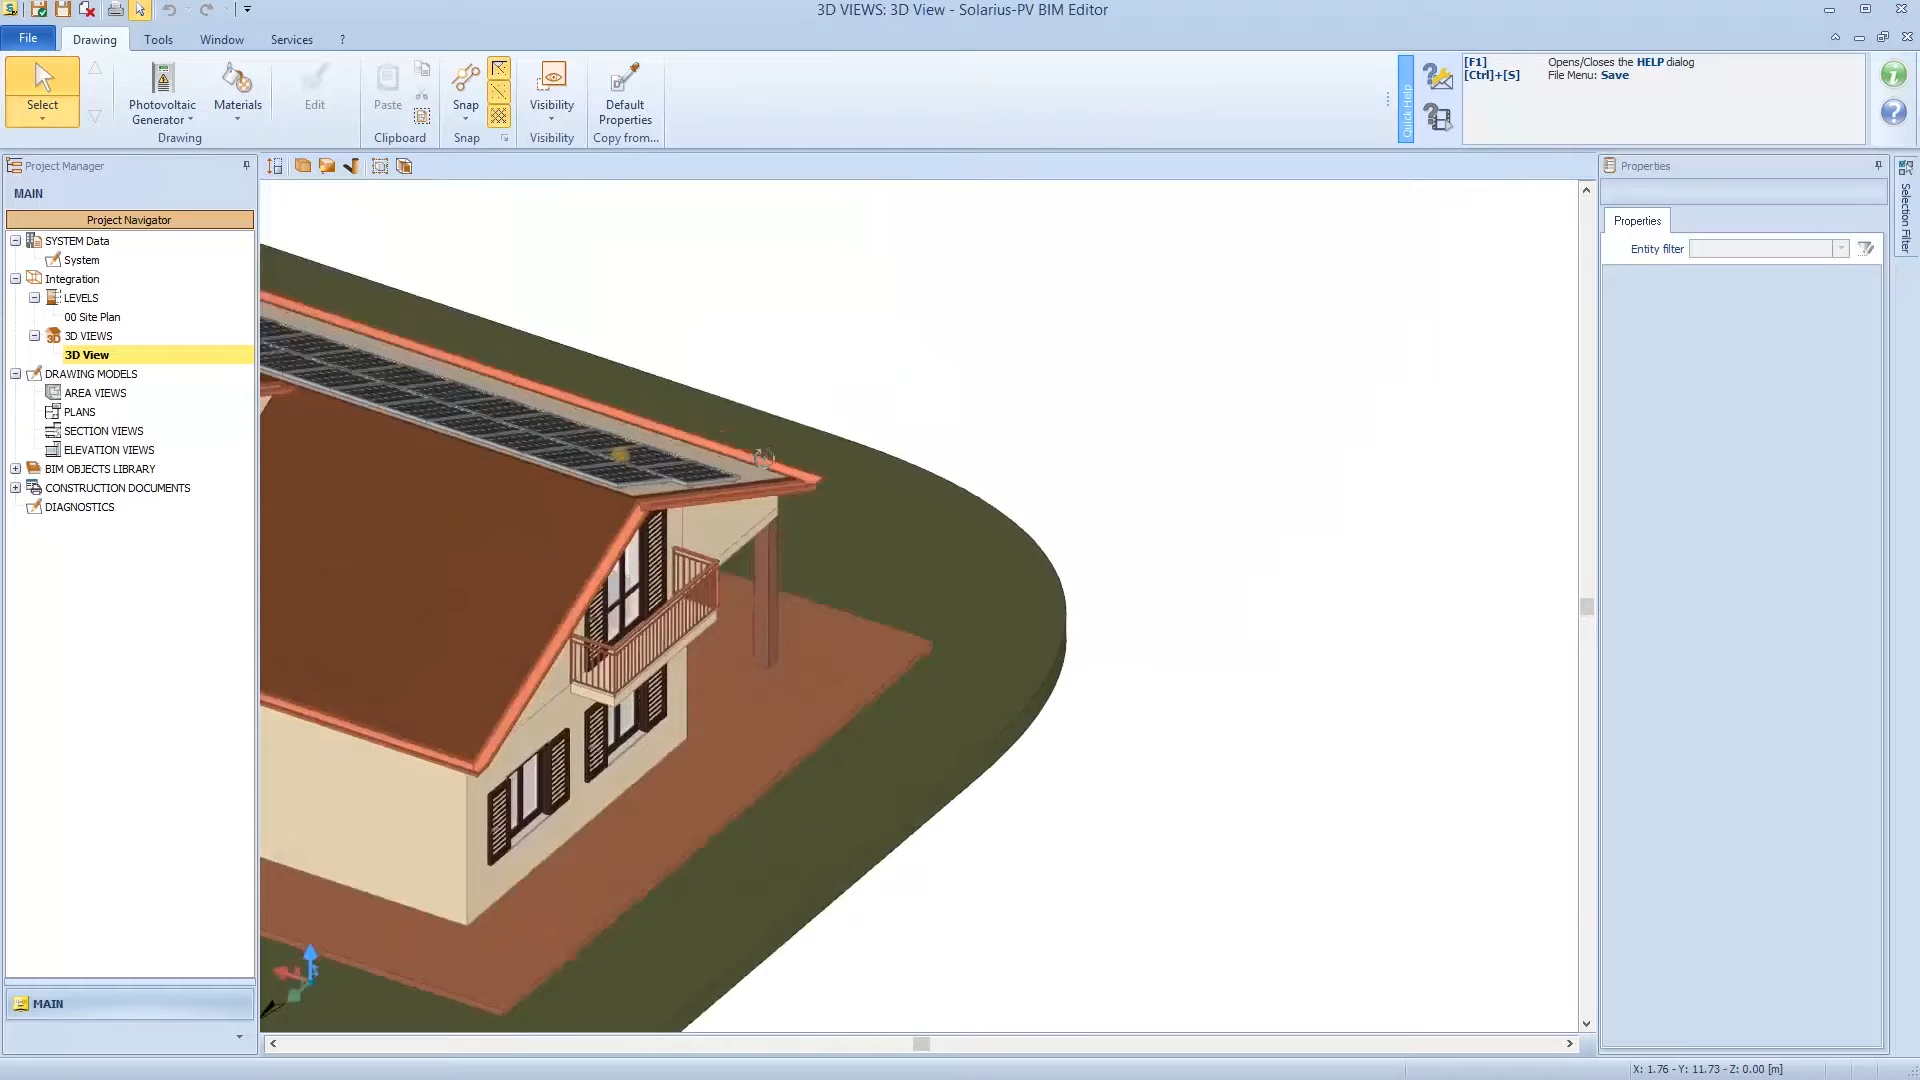 3D VIEWS: 3D View - Solarius-PV BIM Editor
File
Drawing
Tools
Window
Services
?
Select
Photovoltaic
Generator
Materials
Edit
Paste
Snap
Visibility
Default
Properties
Drawing
Clipboard
Snap
Visibility
Copy from...
Quick Help
[F1] Opens/Closes the HELP dialog
[Ctrl]+[S] File Menu: Save
Project Manager
MAIN
Project Navigator
SYSTEM Data
System
Integration
LEVELS
00 Site Plan
3D VIEWS
3D View
DRAWING MODELS
AREA VIEWS
PLANS
SECTION VIEWS
ELEVATION VIEWS
BIM OBJECTS LIBRARY
CONSTRUCTION DOCUMENTS
DIAGNOSTICS
MAIN
Properties
Properties
Entity filter
Selection Filter
X: 1.76 - Y: 11.73 - Z: 0.00 [m]